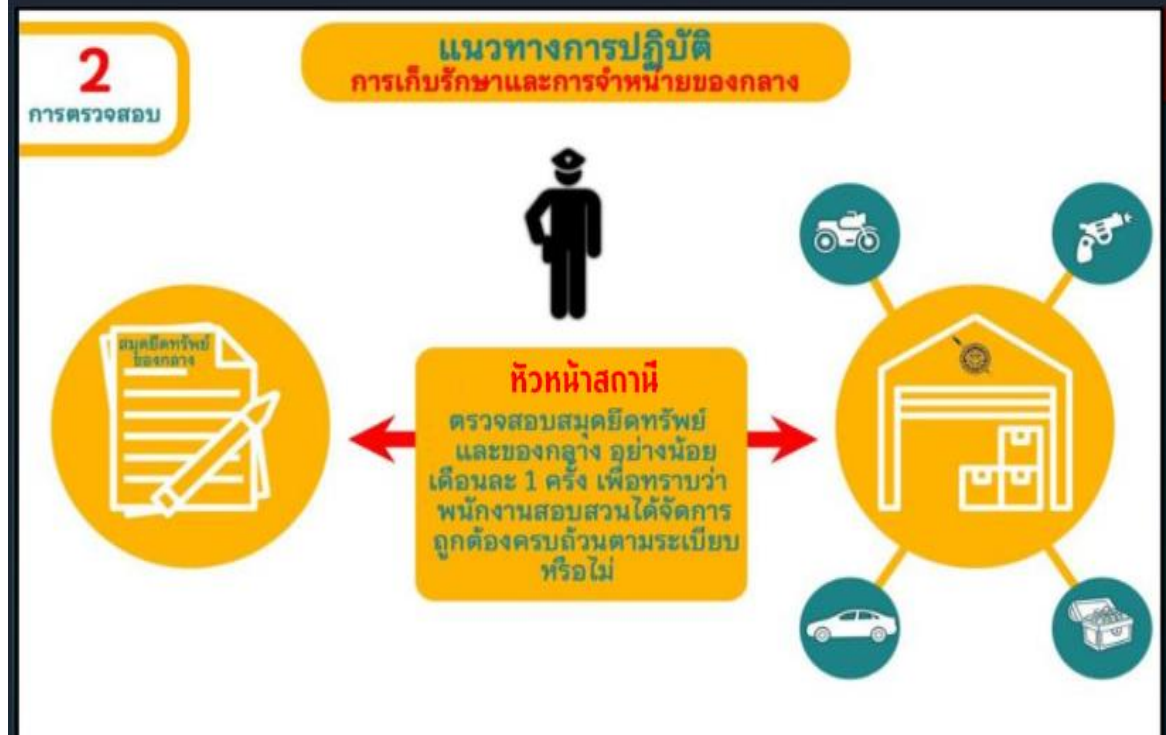 2
การตรวจสอบ
แนวทางการปฏิบัติ
การเก็บรักษาและการจำหน่ายของกลาง
สมุดยึดทรัพย์
ของกลาง
หัวหน้าสถานี
ตรวจสอบสมุดยึดทรัพย์
และของกลาง อย่างน้อย
เดือนละ 1 ครั้ง เพื่อทราบว่า
พนักงานสอบสวนได้จัดการ
ถูกต้องครบถ้วนตามระเบียบ
หรือไม่